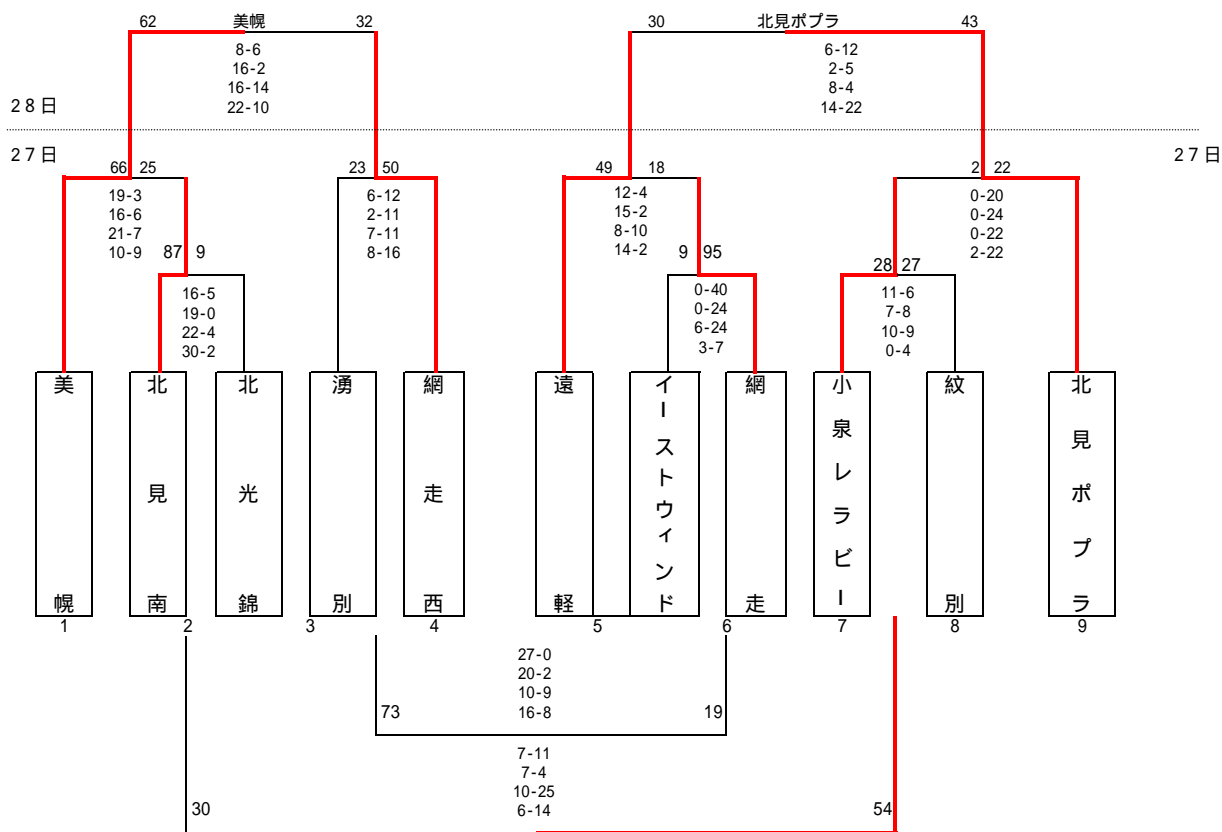 62 美幌 32 30 北見ポプラ 43
8-6 6-12
16-2 2-5
16-14 8-4
22-10 14-22
28日
27日 27日
66 25 23 50 49 18 2 22
19-3 6-12 12-4 0-20
16-6 2-11 15-2 0-24
21-7 7-11 8-10 0-22
10-9 8-16 14-2 2-22
87 9 9 95 28 27
16-5 0-40 11-6
19-0 0-24 7-8
22-4 6-24 10-9
30-2 3-7 0-4
美幌
北見南
北光錦
湧別
網走西
遠軽
イーストウィンド
網走
小泉レラビー
紋別
北見ポプラ
1 2 3 4 5 6 7 8 9
27-0
20-2
10-9
16-8
73 19
7-11
7-4
10-25
6-14
30 54